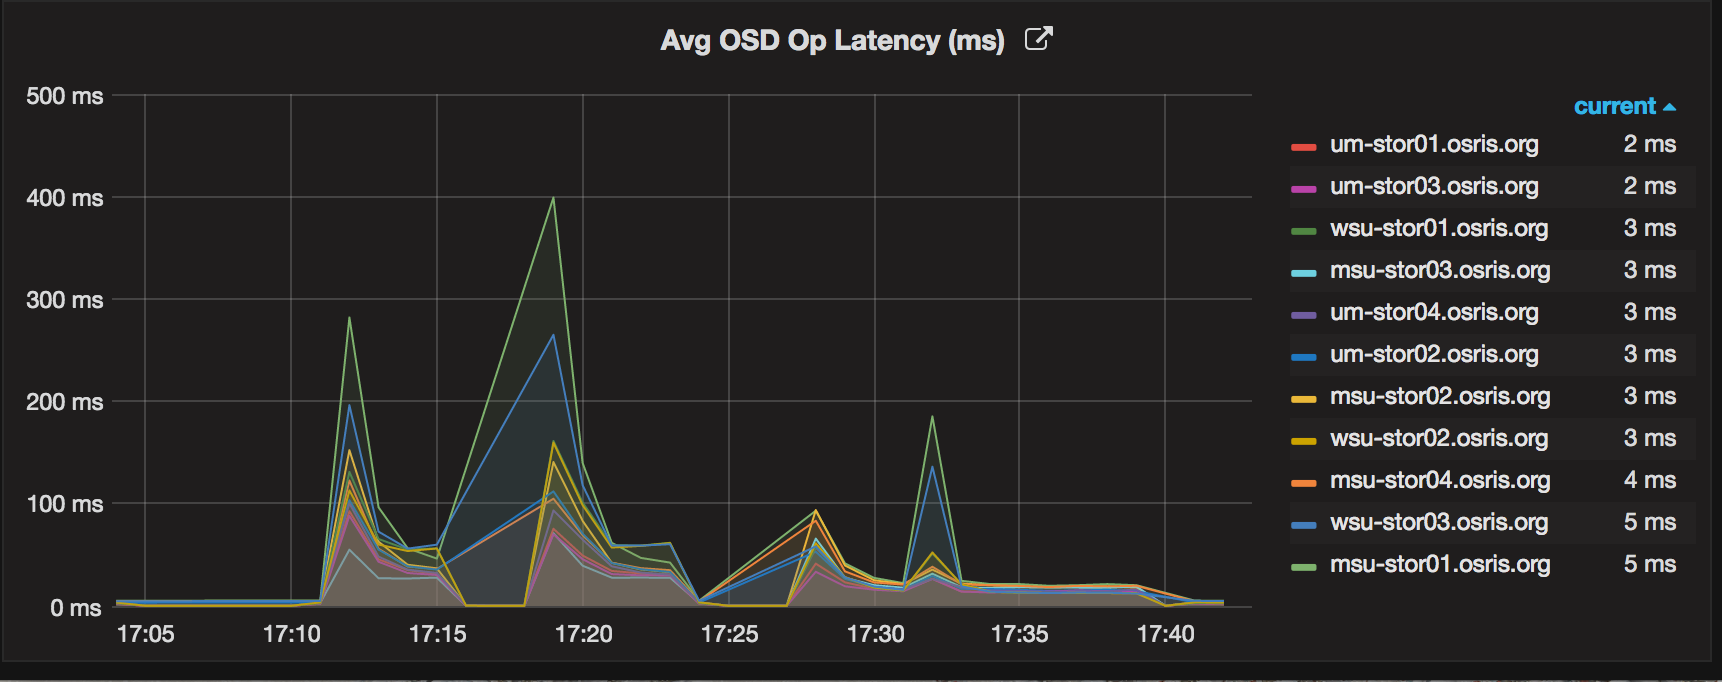 Avg OSD Op Latency (ms)
500 ms
400 ms
300 ms
200 ms
100 ms
0 ms
17:05 17:10 17:15 17:20 17:25 17:30 17:35 17:40
current
um-stor01.osris.org 2 ms
um-stor03.osris.org 2 ms
wsu-stor01.osris.org 3 ms
msu-stor03.osris.org 3 ms
um-stor04.osris.org 3 ms
um-stor02.osris.org 3 ms
msu-stor02.osris.org 3 ms
wsu-stor02.osris.org 3 ms
msu-stor04.osris.org 4 ms
wsu-stor03.osris.org 5 ms
msu-stor01.osris.org 5 ms